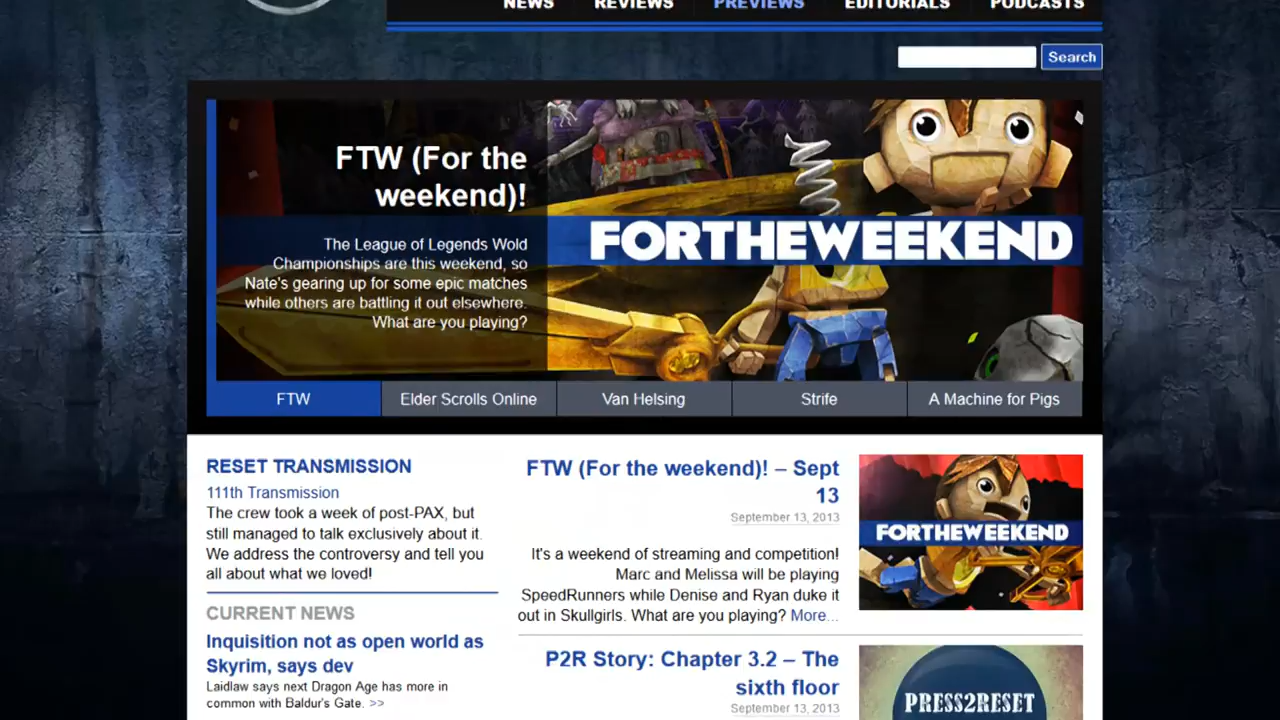 NEWS
REVIEWS
PREVIEWS
EDITORIALS
PODCASTS
Search
FTW (For the
weekend)!
The League of Legends Wold
Championships are this weekend, so
Nate's gearing up for some epic matches
while others are battling it out elsewhere.
What are you playing?
FORTHEWEEKEND
FTW
Elder Scrolls Online
Van Helsing
Strife
A Machine for Pigs
RESET TRANSMISSION
111th Transmission
The crew took a week of post-PAX, but
still managed to talk exclusively about it.
We address the controversy and tell you
all about what we loved!
CURRENT NEWS
Inquisition not as open world as
Skyrim, says dev
Laidlaw says next Dragon Age has more in
common with Baldur's Gate. >>
FTW (For the weekend)! – Sept
13
September 13, 2013
It's a weekend of streaming and competition!
Marc and Melissa will be playing
SpeedRunners while Denise and Ryan duke it
out in Skullgirls. What are you playing? More...
FORTHEWEEKEND
P2R Story: Chapter 3.2 – The
sixth floor
September 13, 2013
PRESS2RESET